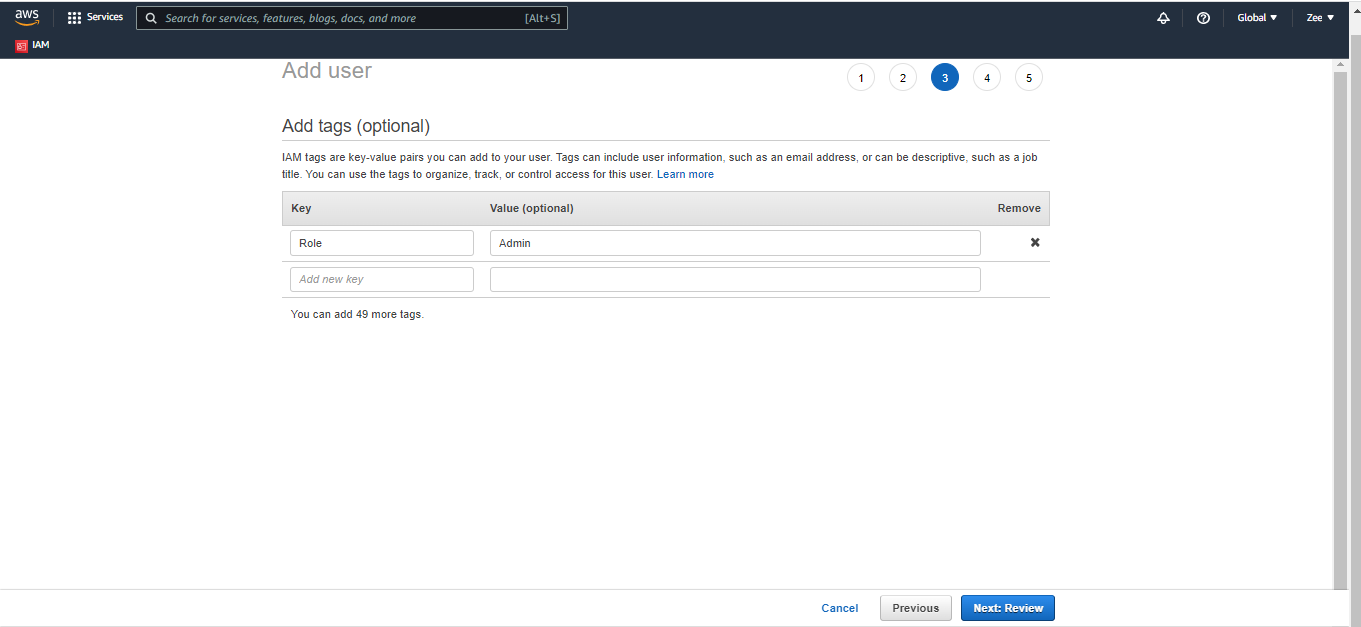 aws
Services
Search for services, features, blogs, docs, and more
[Alt+S]
Global
Zee
IAM
Add user
1
2
3
4
5
Add tags (optional)
IAM tags are key-value pairs you can add to your user. Tags can include user information, such as an email address, or can be descriptive, such as a job
title. You can use the tags to organize, track, or control access for this user. Learn more
Key
Value (optional)
Remove
Role
Admin
Add new key
You can add 49 more tags.
Cancel
Previous
Next: Review